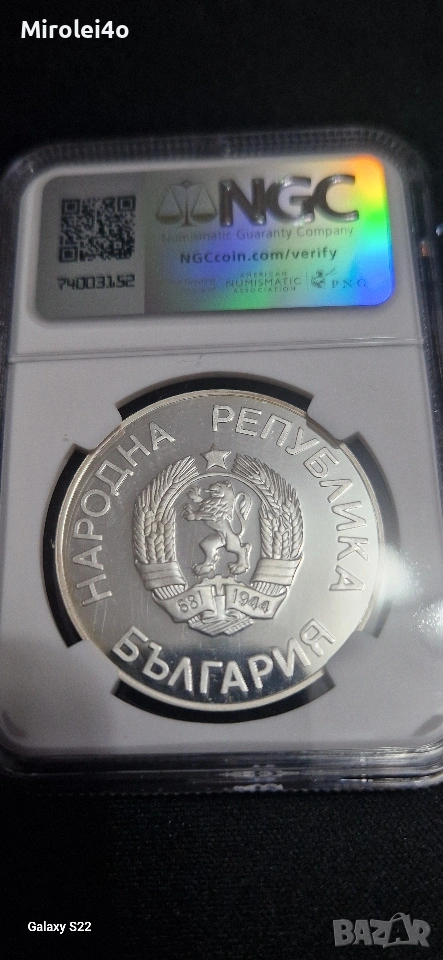 Mirolei4o
NGC
Numismatic Guaranty Company
NGCcoin.com/verify
74003152
AMERICAN
NUMISMATIC
ASSOCIATION
PNG
НАРОДНА РЕПУБЛИКА
681 1944
БЪЛГАРИЯ
Galaxy S22
BAZAR